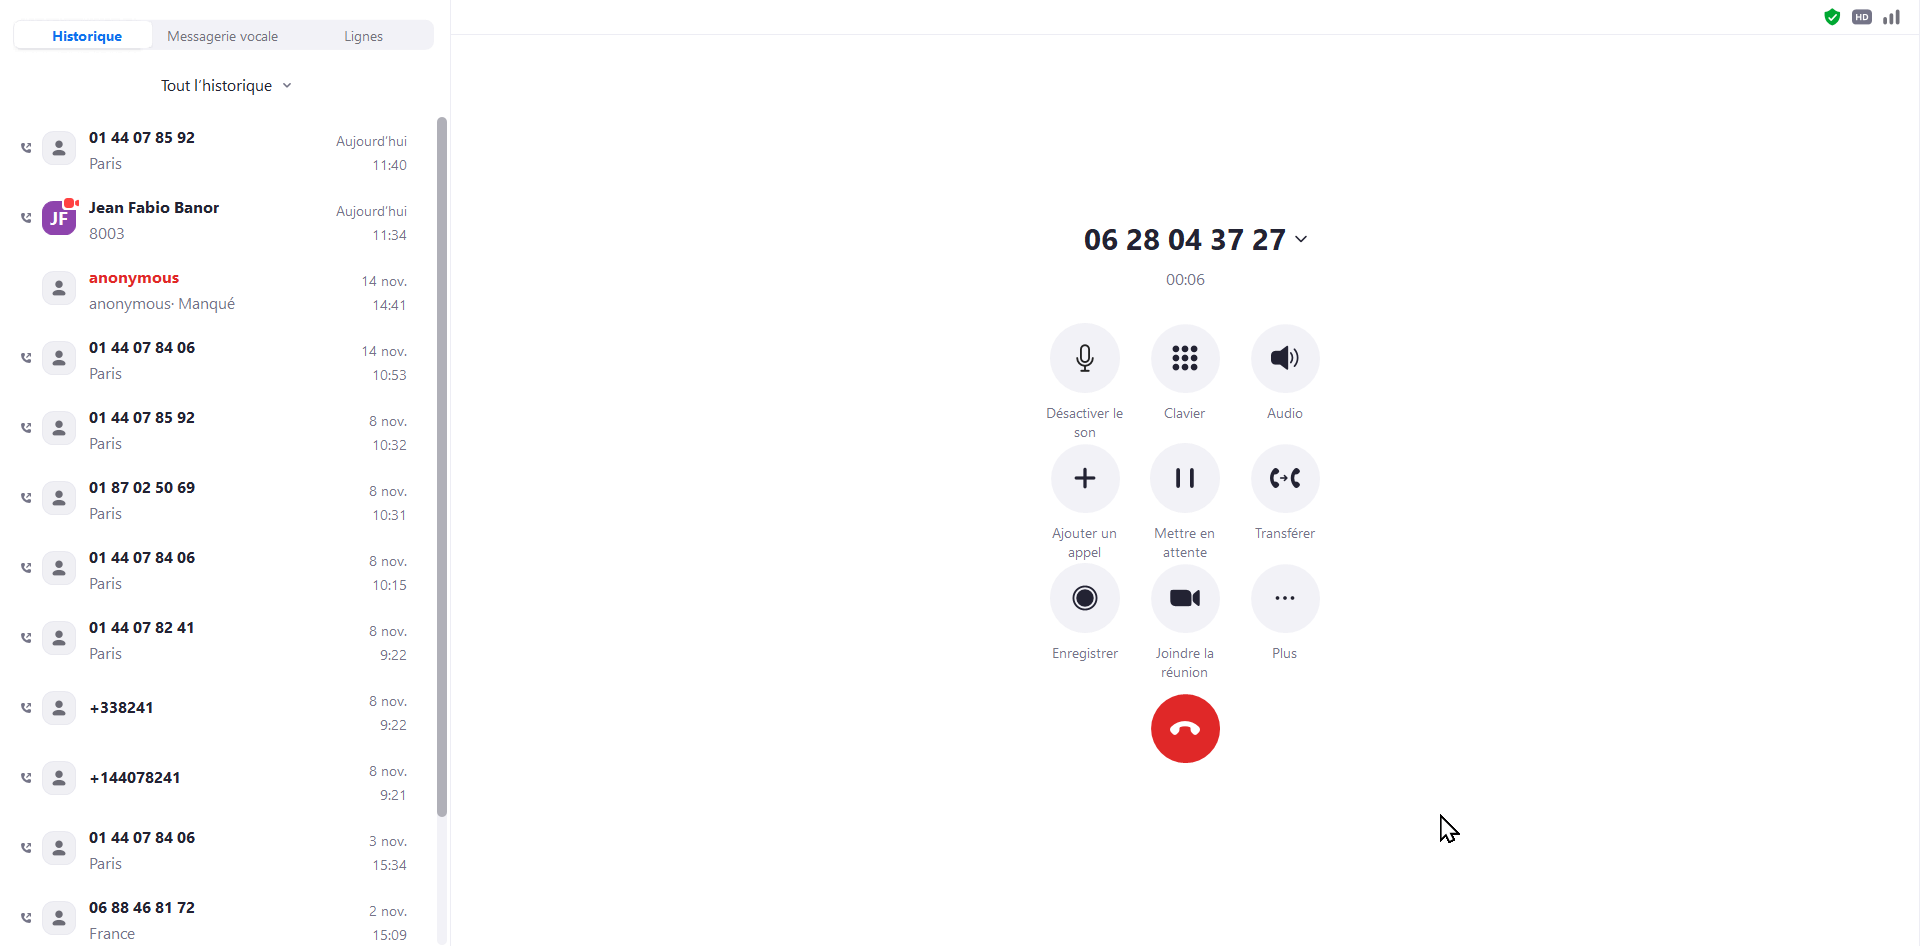 Historique Messagerie vocale Lignes
Tout l'historique
01 44 07 85 92 Aujourd'hui
Paris 11:40
JF Jean Fabio Banor Aujourd'hui
8003 11:34
anonymous 14 nov.
anonymous· Manqué 14:41
01 44 07 84 06 14 nov.
Paris 10:53
01 44 07 85 92 8 nov.
Paris 10:32
01 87 02 50 69 8 nov.
Paris 10:31
01 44 07 84 06 8 nov.
Paris 10:15
01 44 07 82 41 8 nov.
Paris 9:22
+338241 8 nov.
9:22
+144078241 8 nov.
9:21
01 44 07 84 06 3 nov.
Paris 15:34
06 88 46 81 72 2 nov.
France 15:09
HD
06 28 04 37 27
00:06
Désactiver le son
Clavier
Audio
Ajouter un appel
Mettre en attente
Transférer
Enregistrer
Joindre la réunion
Plus